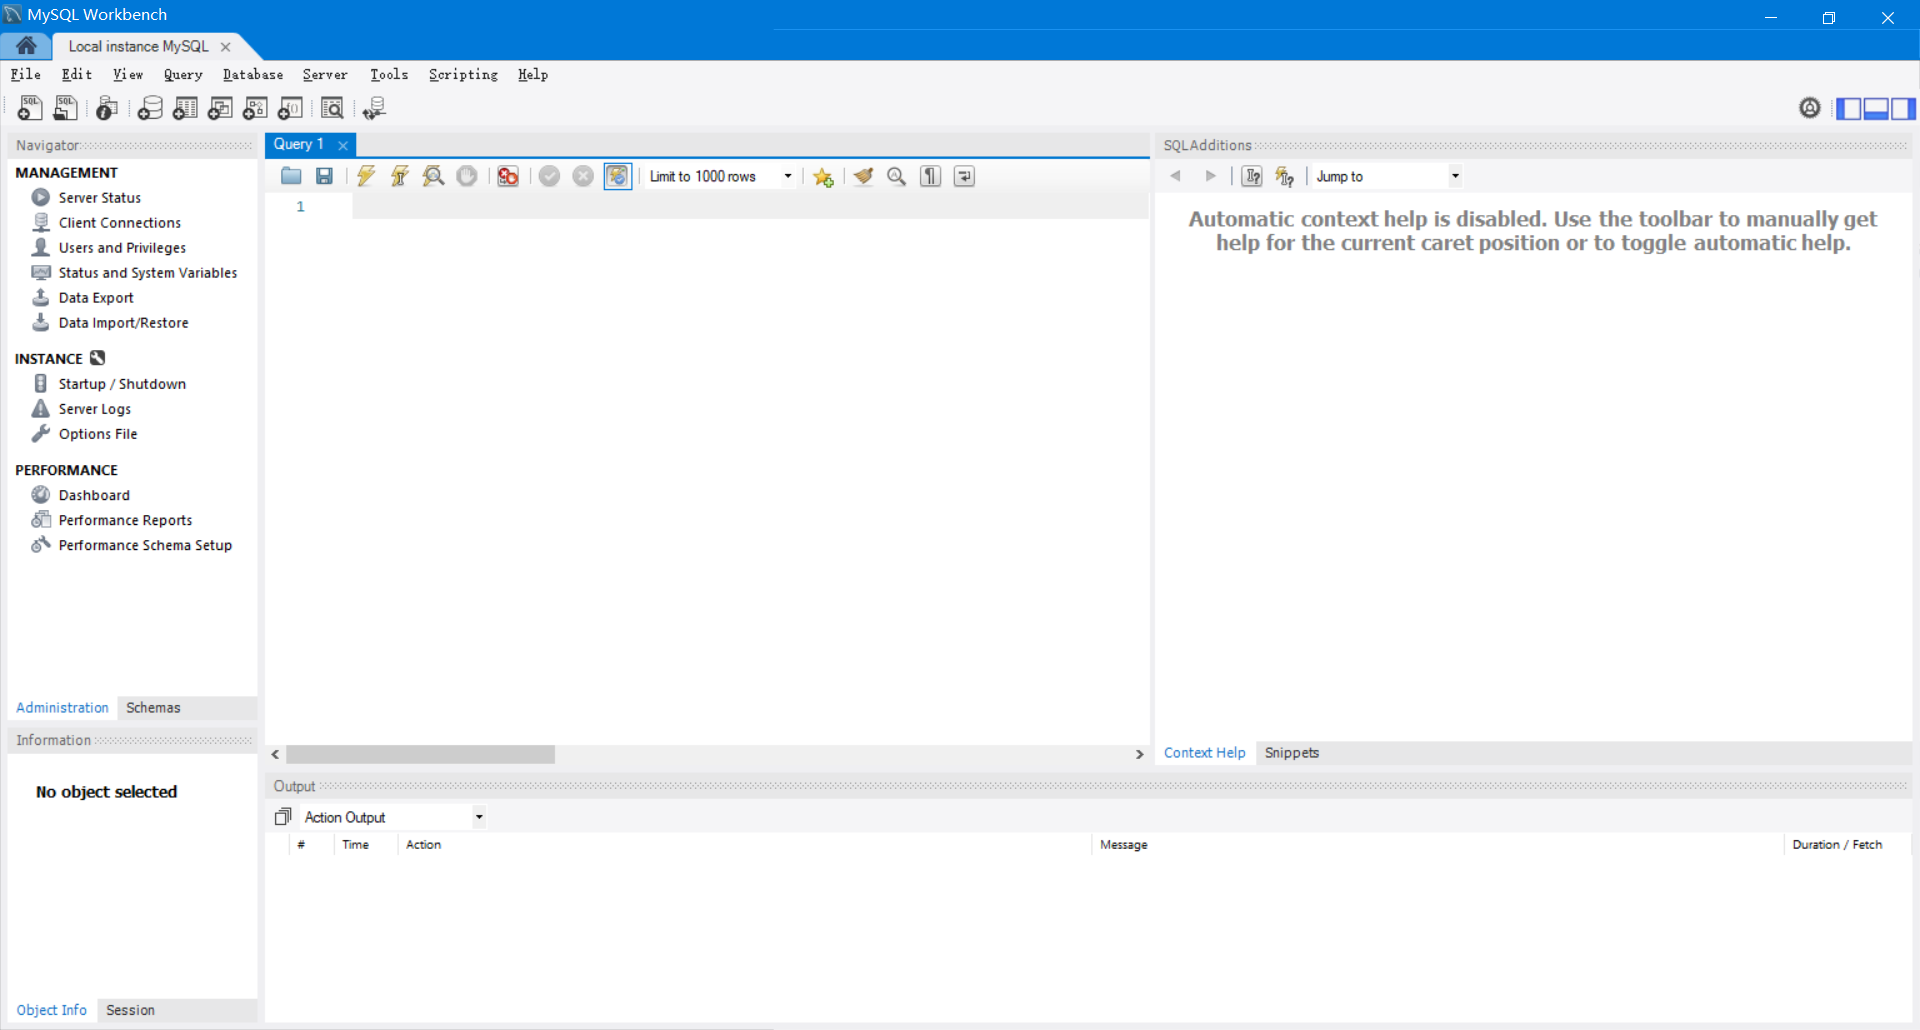 MySQL Workbench
Local instance MySQL
File Edit View Query Database Server Tools Scripting Help
Navigator
MANAGEMENT
Server Status
Client Connections
Users and Privileges
Status and System Variables
Data Export
Data Import/Restore
INSTANCE
Startup / Shutdown
Server Logs
Options File
PERFORMANCE
Dashboard
Performance Reports
Performance Schema Setup
Administration Schemas
Information
No object selected
Object Info Session
Query 1
Limit to 1000 rows
1
SQLAdditions
Jump to
Automatic context help is disabled. Use the toolbar to manually get
help for the current caret position or to toggle automatic help.
Context Help Snippets
Output
Action Output
# Time Action Message Duration / Fetch